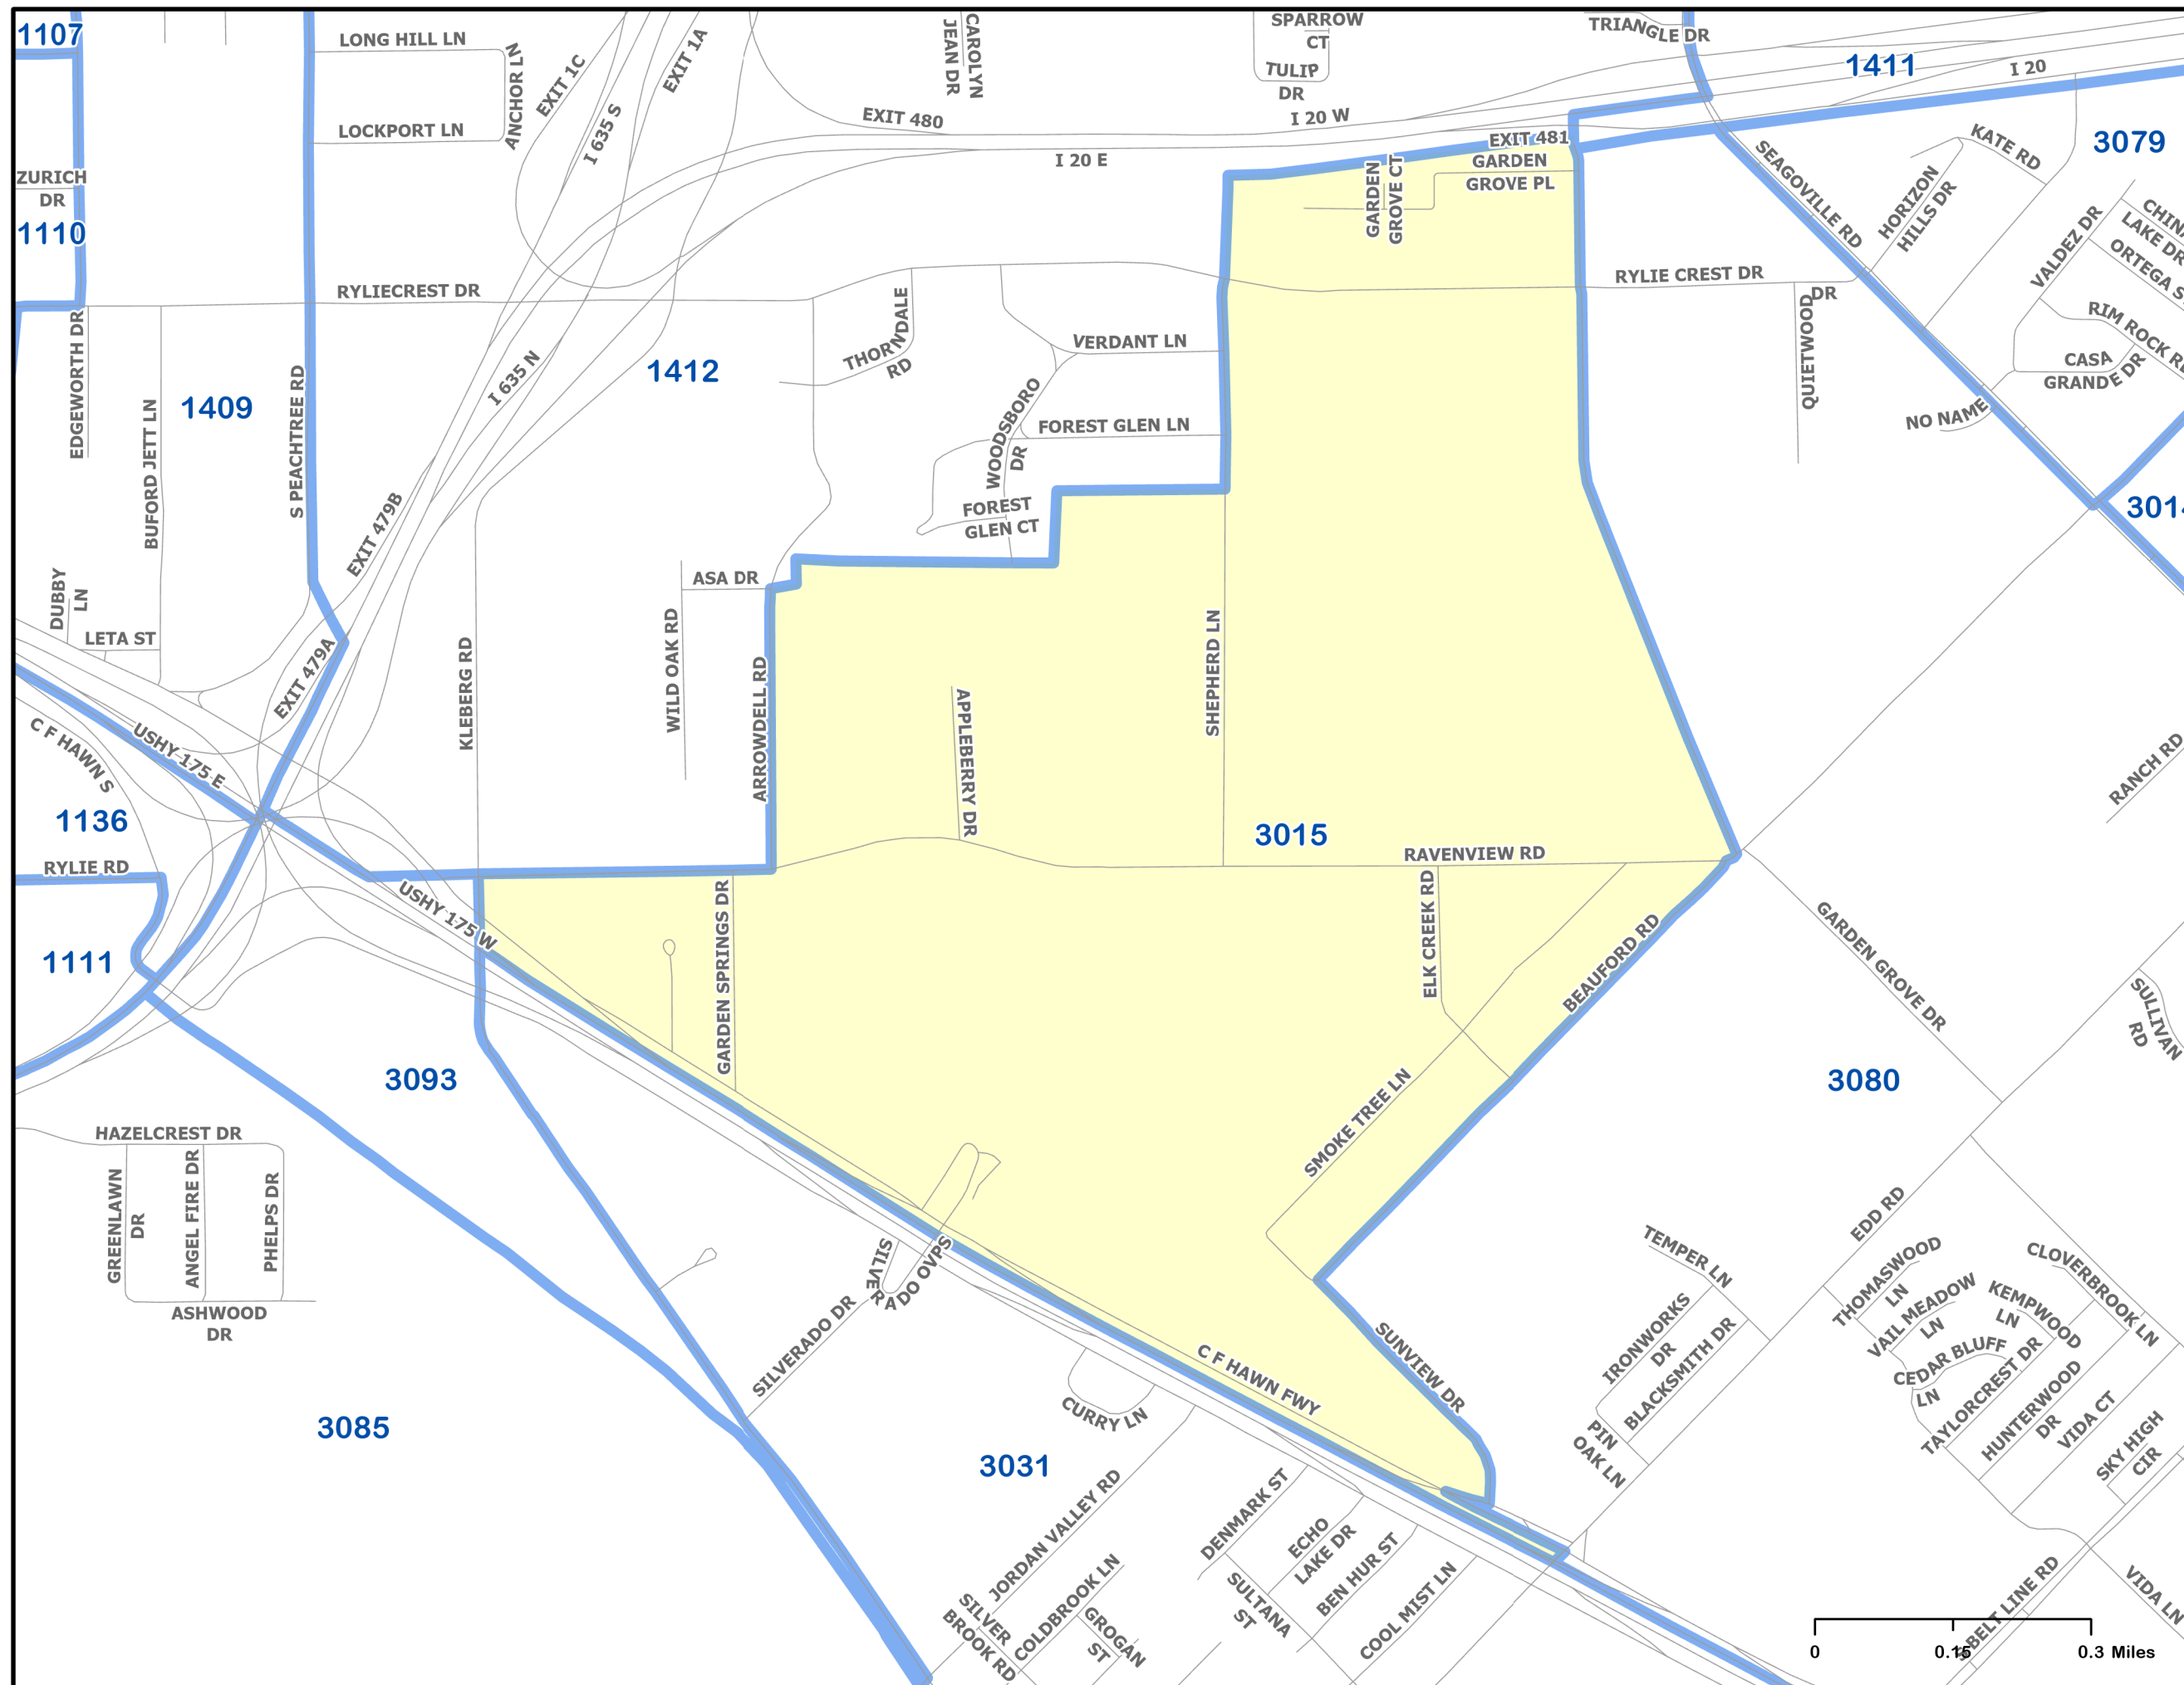 1107
LONG HILL LN
ANCHOR LN
EXIT 1C
I 635 S
EXIT 1A
JEAN DR
CAROLYN
SPARROW
CT
TULIP
DR
TRIANGLE DR
1411
I 20
EXIT 480
I 20 W
LOCKPORT LN
I 20 E
EXIT 481
GARDEN
GROVE PL
GARDEN
GROVE CT
SEAGOVILLE RD
KATE RD
3079
HORIZON
HILLS DR
ZURICH
DR
1110
VALDEZ DR
LAKE DR
RYLIECREST DR
RYLIE CREST DR
DR
QUIETWOOD
EDGEWORTH DR
BUFORD JETT LN
1409
S PEACHTREE RD
I 635 N
1412
THORNDALE
RD
VERDANT LN
WOODSBORO
DR
FOREST GLEN LN
FOREST
GLEN CT
CASA
GRANDE DR
NO NAME
EXIT 479B
DUBBY
LN
LETA ST
EXIT 479A
KLEBERG RD
WILD OAK RD
ASA DR
ARROWDELL RD
APPLEBERRY DR
SHEPHERD LN
3015
RAVENVIEW RD
RANCH RD
C F HAWN S
USHY 175 E
1136
RYLIE RD
1111
USHY 175 W
GARDEN SPRINGS DR
ELK CREEK RD
BEAUFORD RD
SMOKE TREE LN
GARDEN GROVE DR
SULLIVAN
RD
3093
3080
HAZELCREST DR
GREENLAWN
DR
ANGEL FIRE DR
PHELPS DR
ASHWOOD
DR
SILVERADO OVPS
SILVERADO DR
TEMPER LN
EDD RD
THOMASWOOD
LN
VAIL MEADOW
LN
KEMPWOOD
LN
CLOVERBROOK LN
CEDAR BLUFF
LN
TAYLORCREST DR
HUNTERWOOD
DR
VIDA CT
SKY HIGH
CIR
IRONWORKS
DR
BLACKSMITH DR
PIN
OAK LN
SUNVIEW DR
C F HAWN FWY
CURRY LN
3085
3031
JORDAN VALLEY RD
DENMARK ST
ECHO
LAKE DR
BEN HUR ST
COOL MIST LN
SULTANA
ST
COLDBROOK LN
GROGAN
ST
SILVER
BROOK RD
BELT LINE RD
VIDA LN
0
0.15
0.3 Miles